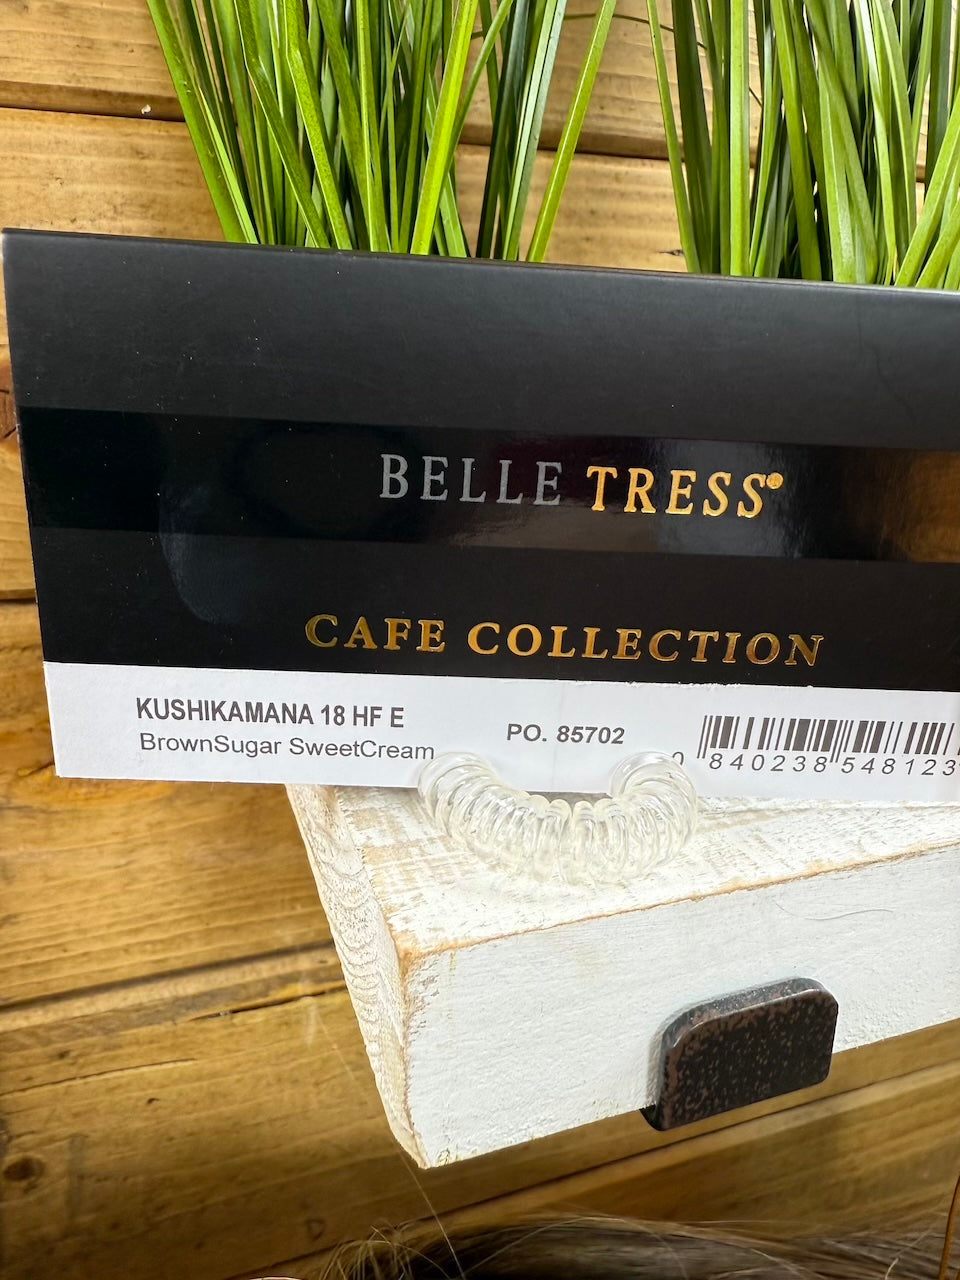 BELLE TRESS®
CAFE COLLECTION
KUSHIKAMANA 18 HF E
BrownSugar SweetCream
PO. 85702
0 840238 548123